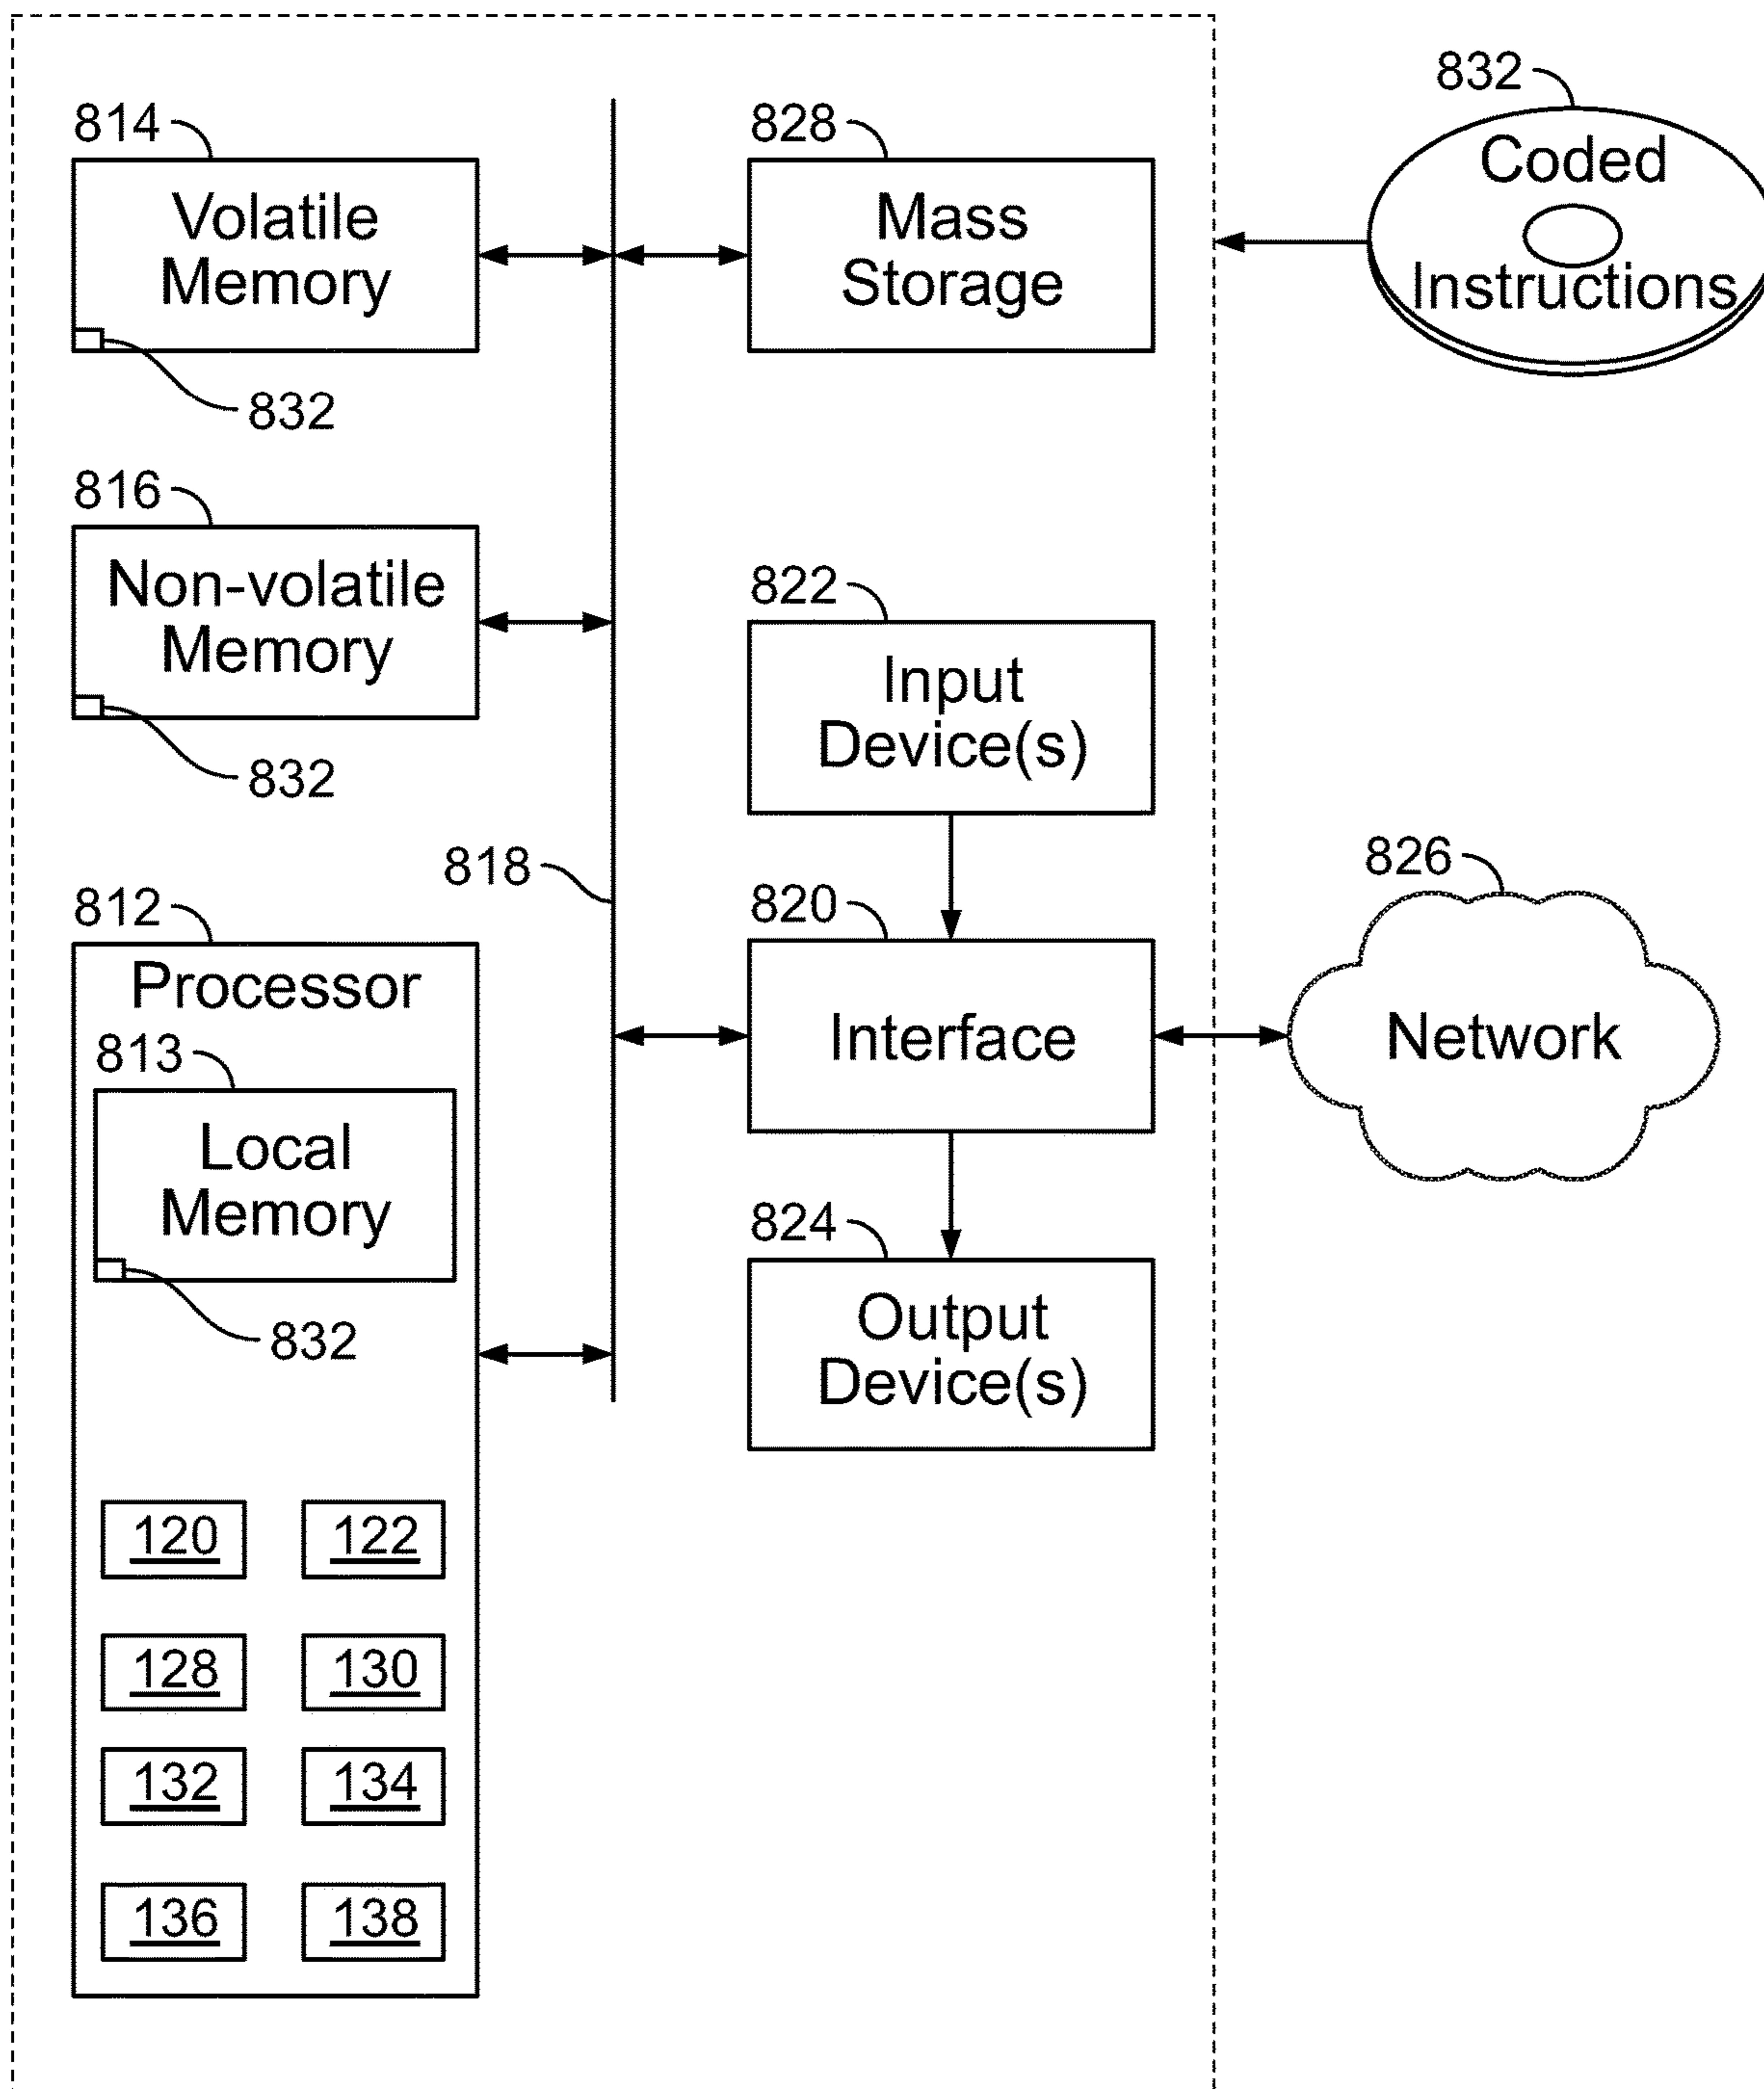 814
Volatile
Memory
832
828
Mass
Storage
832
Coded
Instructions
816
Non-volatile
Memory
832
822
Input
Device(s)
818
812
Processor
813
Local
Memory
832
820
Interface
826
Network
824
Output
Device(s)
120 122
128 130
132 134
136 138